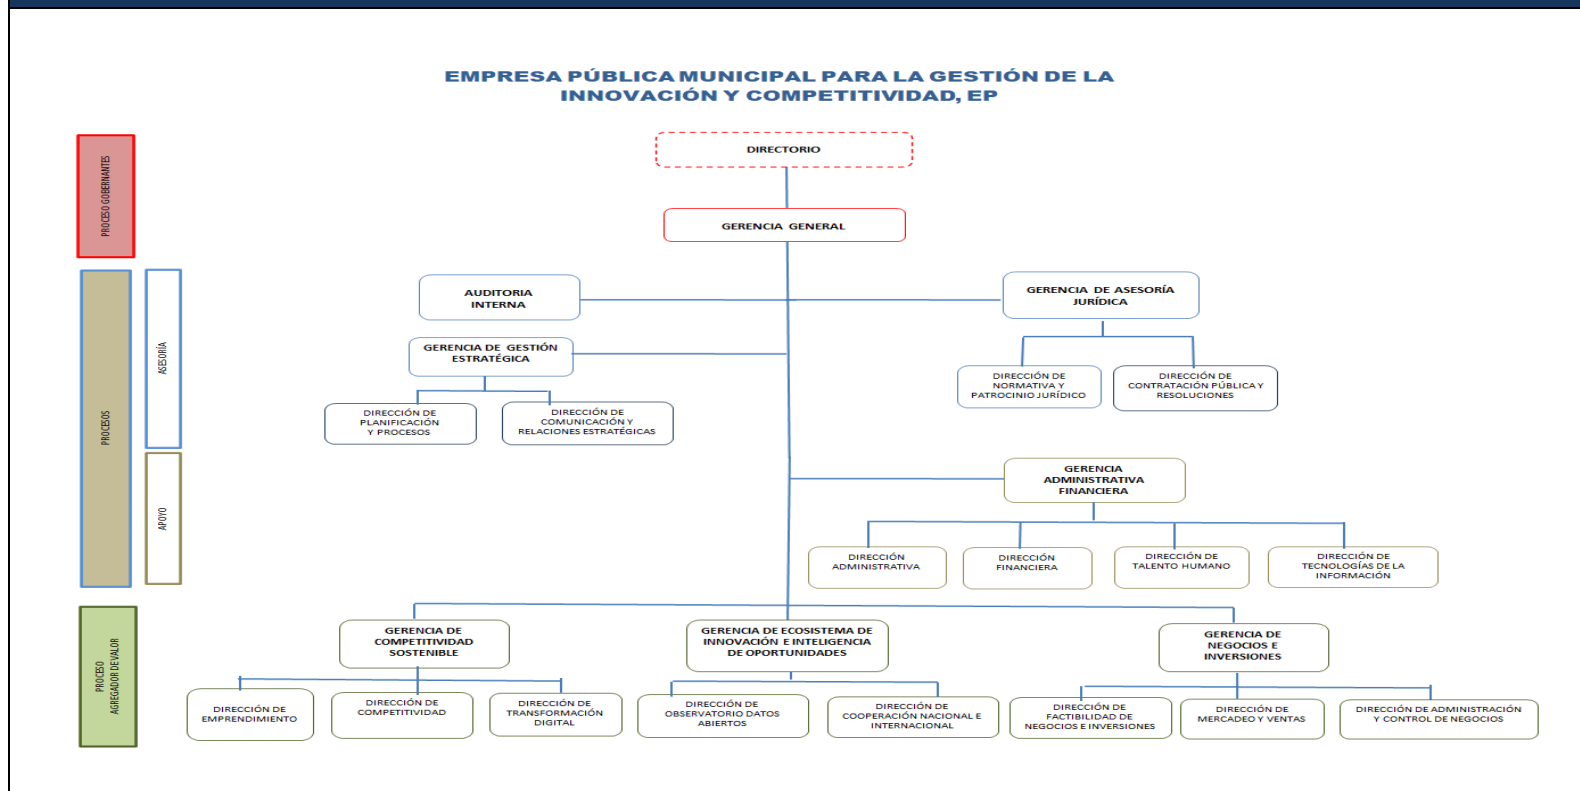 EMPRESA PÚBLICA MUNICIPAL PARA LA GESTIÓN DE LA
INNOVACIÓN Y COMPETITIVIDAD, EP
PROCESO GOBERNANTES
DIRECTORIO
GERENCIA GENERAL
PROCESOS
ASESORÍA
AUDITORIA
INTERNA
GERENCIA DE ASESORÍA
JURÍDICA
GERENCIA DE GESTIÓN
ESTRATÉGICA
DIRECCIÓN DE
NORMATIVA Y
PATROCINIO JURÍDICO
DIRECCIÓN DE
CONTRATACIÓN PÚBLICA Y
RESOLUCIONES
DIRECCIÓN DE
PLANIFICACIÓN
Y PROCESOS
DIRECCIÓN DE
COMUNICACIÓN Y
RELACIONES ESTRATÉGICAS
APOYO
GERENCIA
ADMINISTRATIVA
FINANCIERA
DIRECCIÓN
ADMINISTRATIVA
DIRECCIÓN
FINANCIERA
DIRECCIÓN DE
TALENTO HUMANO
DIRECCIÓN DE
TECNOLOGÍAS DE LA
INFORMACIÓN
PROCESO
AGREGADOR DE VALOR
GERENCIA DE
COMPETITIVIDAD
SOSTENIBLE
GERENCIA DE ECOSISTEMA DE
INNOVACIÓN E INTELIGENCIA
DE OPORTUNIDADES
GERENCIA DE
NEGOCIOS E
INVERSIONES
DIRECCIÓN DE
EMPRENDIMIENTO
DIRECCIÓN DE
COMPETITIVIDAD
DIRECCIÓN DE
TRANSFORMACIÓN
DIGITAL
DIRECCIÓN DE
OBSERVATORIO DATOS
ABIERTOS
DIRECCIÓN DE
COOPERACIÓN NACIONAL E
INTERNACIONAL
DIRECCIÓN DE
FACTIBILIDAD DE
NEGOCIOS E INVERSIONES
DIRECCIÓN DE
MERCADEO Y VENTAS
DIRECCIÓN DE ADMINISTRACIÓN
Y CONTROL DE NEGOCIOS